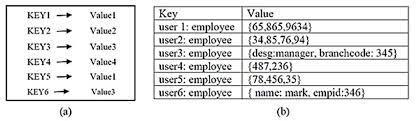 KEY1 → Value1
KEY2 → Value2
KEY3 → Value3
KEY4 → Value4
KEY5 → Value1
KEY6 → Value3
(a)
Key Value
user 1: employee {65,865,9634}
user2: employee {34,85,76,94}
user3: employee {desg:manager, branchcode: 345}
user4: employee {487,236}
user5: employee {78,456,35}
user6: employee { name: mark, empid:346}
(b)